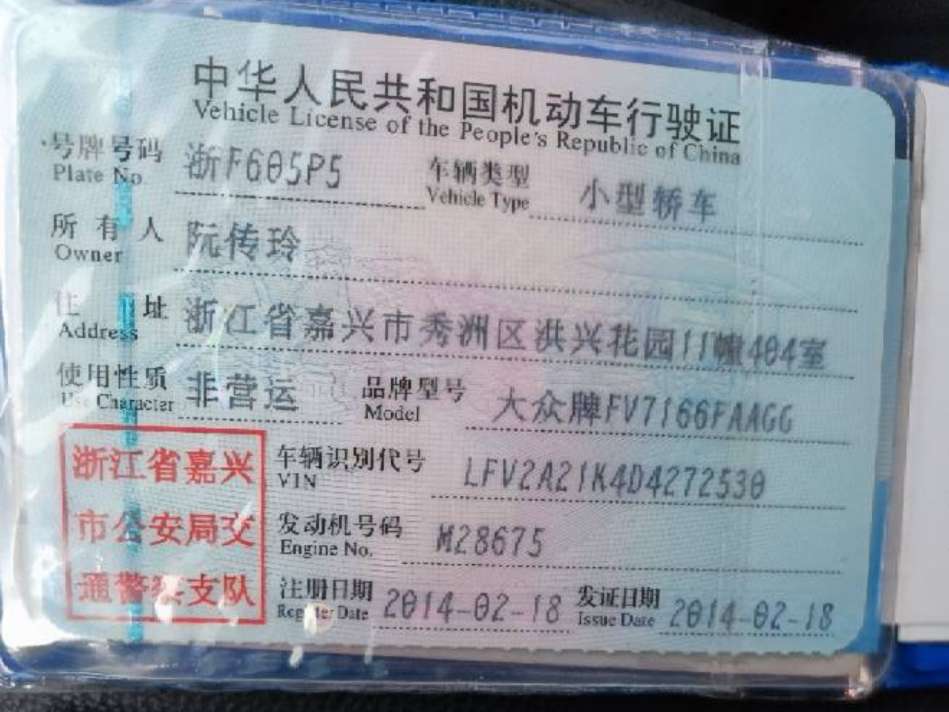 中华人民共和国机动车行驶证
Vehicle License of the People's Republic of China
号牌号码 浙F605P5 车辆类型 小型轿车
Plate No. Vehicle Type
所有人 阮传玲
Owner
住址 浙江省嘉兴市秀洲区洪兴花园11幢404室
Address
使用性质 非营运 品牌型号 大众牌FV7166FAAGG
Use Character Model
浙江省嘉兴
市公安局交
通警察支队
车辆识别代号 LFV2A21K4D4272530
VIN
发动机号码 M28675
Engine No.
注册日期 2014-02-18 发证日期 2014-02-18
Register Date Issue Date